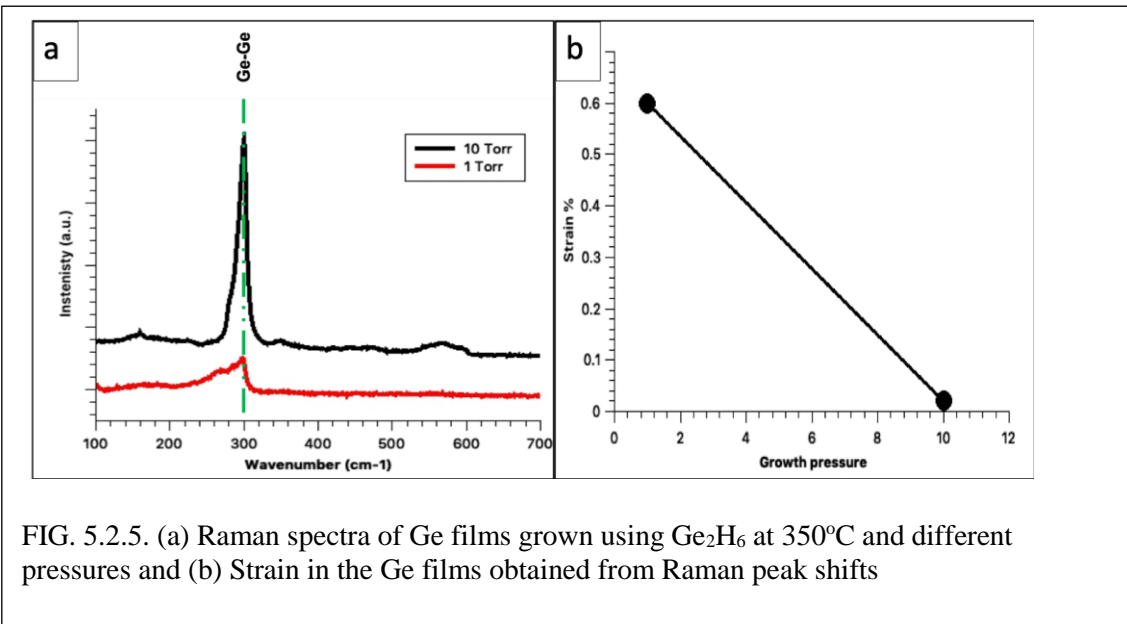 a
Ge-Ge
10 Torr
1 Torr
Instenisty (a.u.)
100 200 300 400 500 600 700
Wavenumber (cm-1)
b
0.6
0.5
0.4
0.3
0.2
0.1
0
Strain %
0 2 4 6 8 10 12
Growth pressure
FIG. 5.2.5. (a) Raman spectra of Ge films grown using Ge₂H₆ at 350ºC and different
pressures and (b) Strain in the Ge films obtained from Raman peak shifts